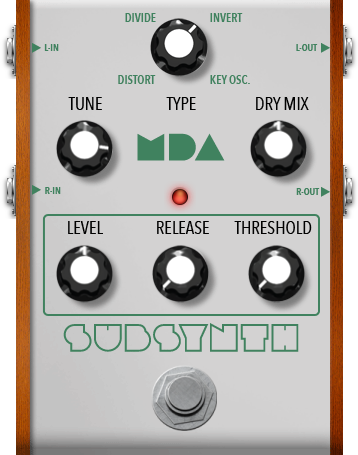 DIVIDE INVERT
L-IN L-OUT
DISTORT KEY OSC.
TUNE TYPE DRY MIX
MDA
R-IN R-OUT
LEVEL RELEASE THRESHOLD
SUBSYNTH